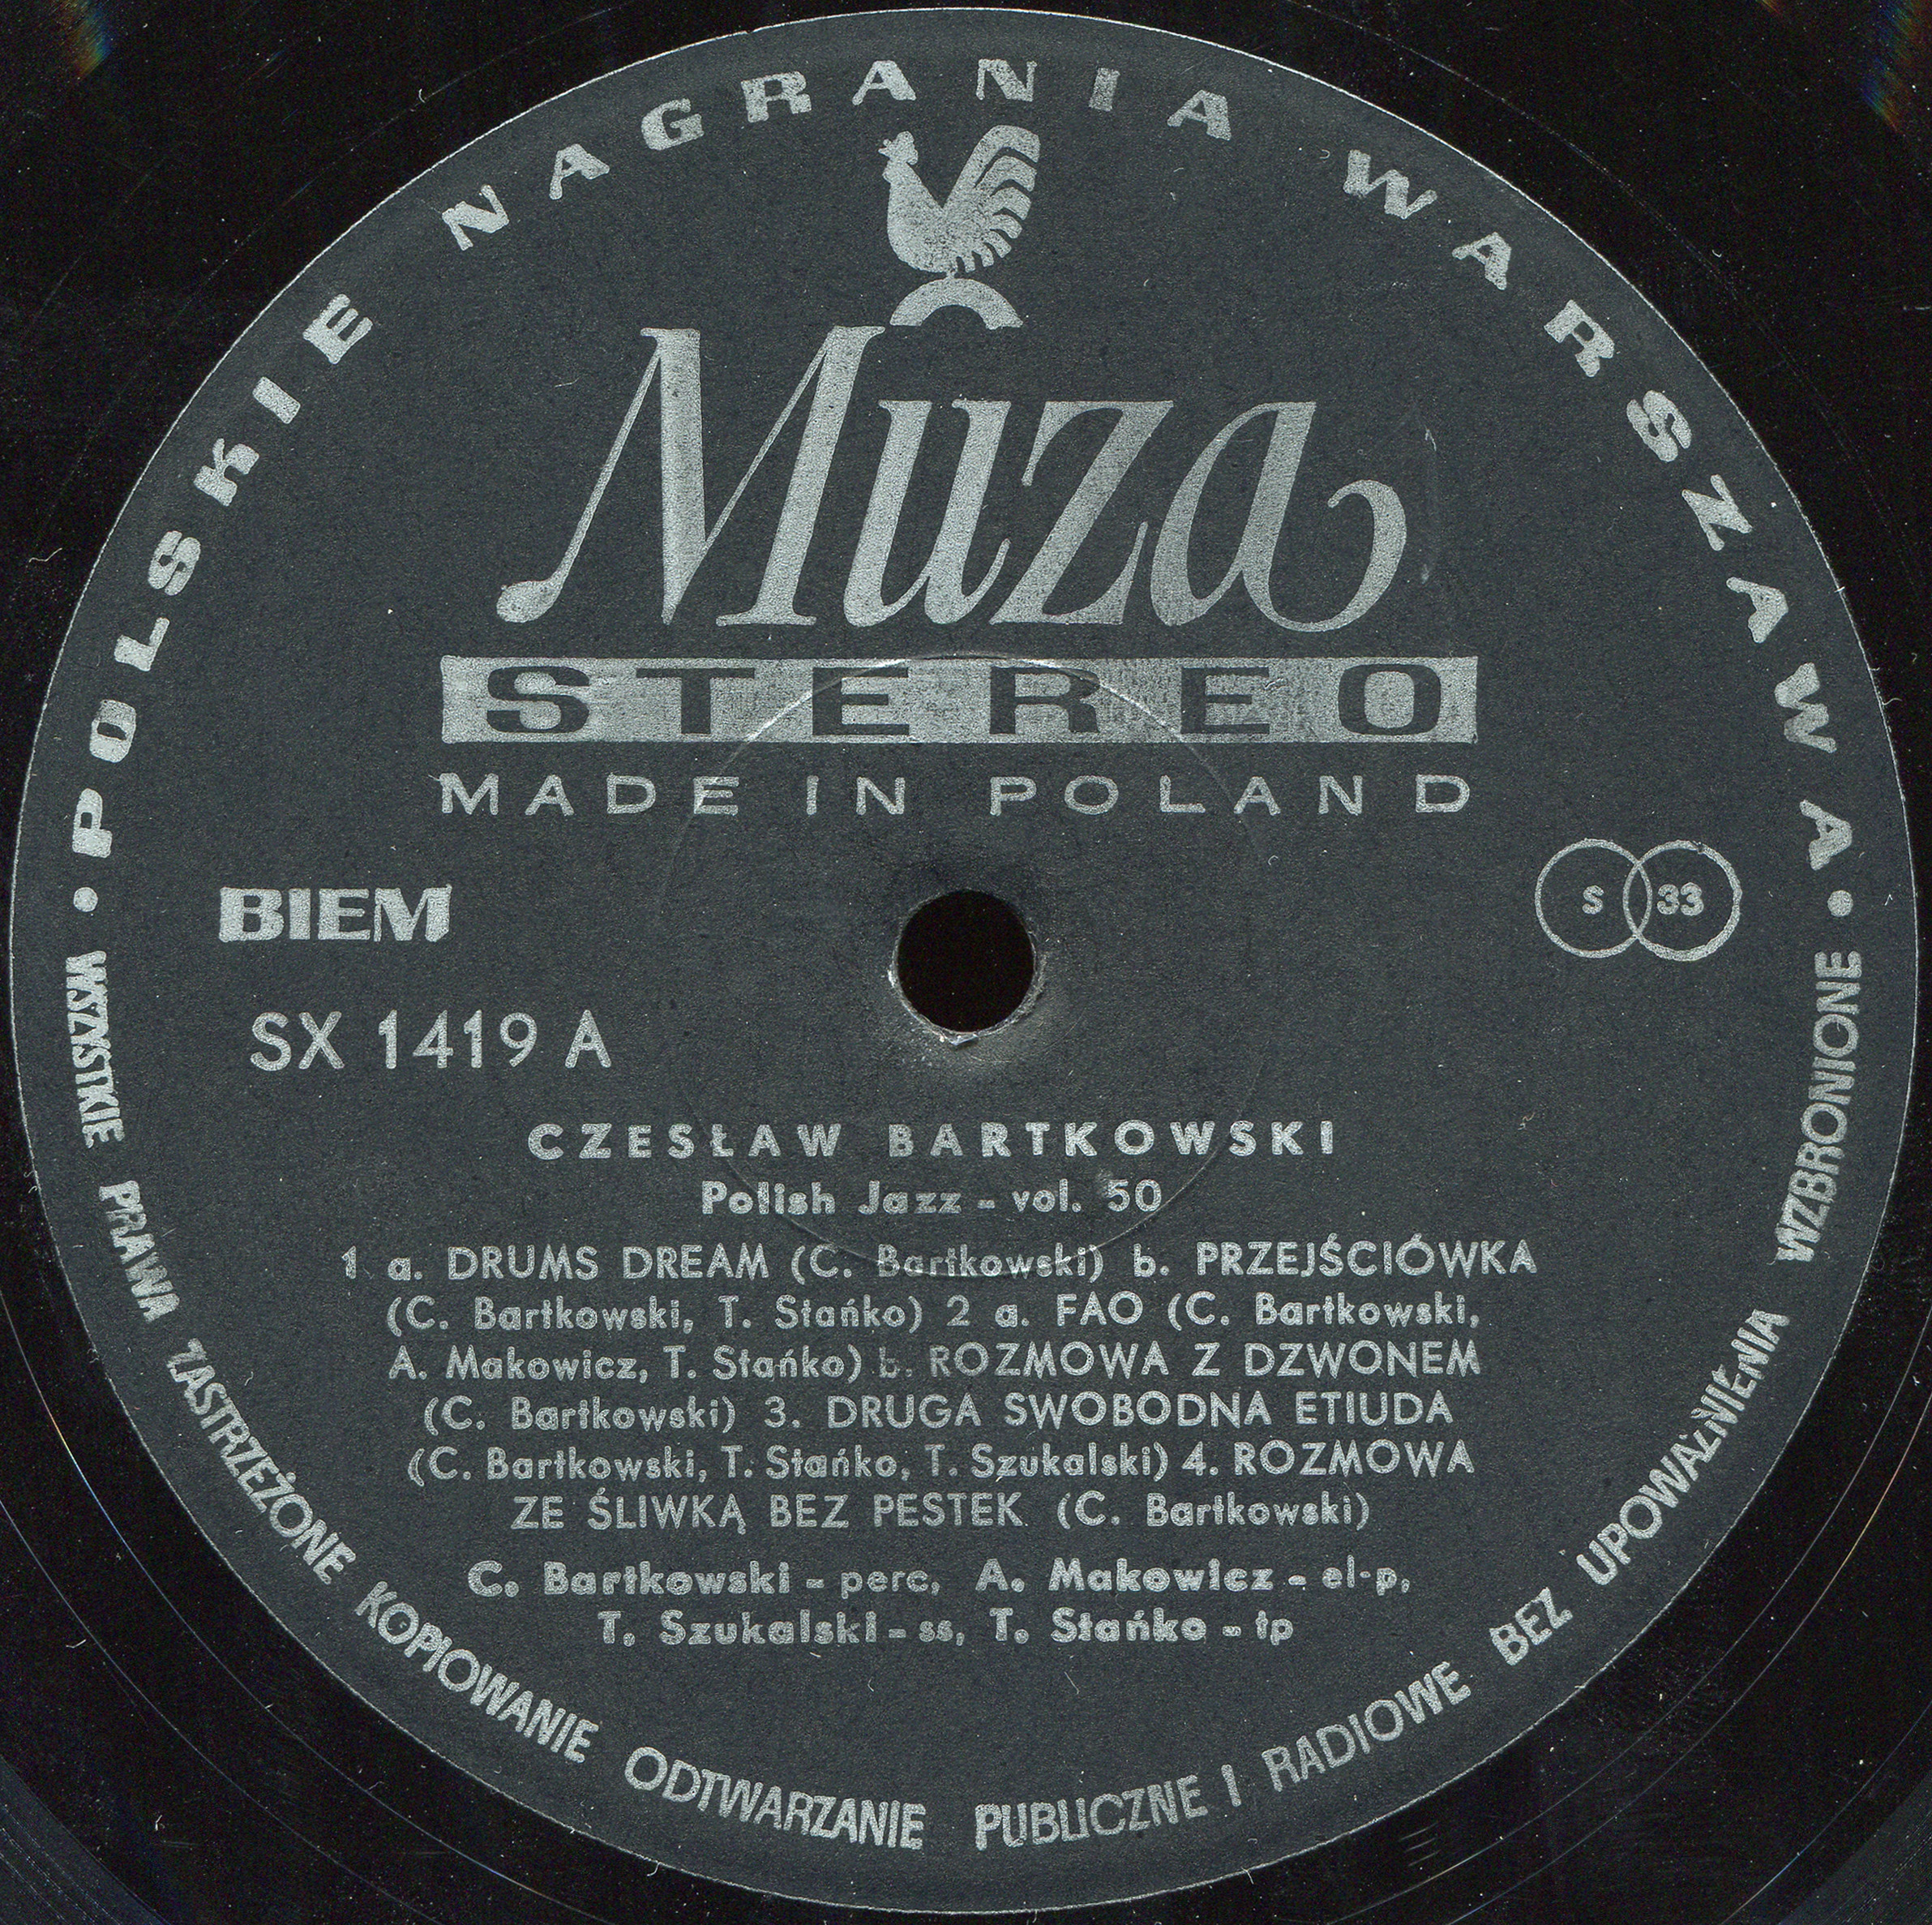 POLSKIE NAGRANIA WARSZAWA
Muza
STEREO
MADE IN POLAND
BIEM
S 33
SX 1419 A
CZESŁAW BARTKOWSKI
Polish Jazz - vol. 50
1 a. DRUMS DREAM (C. Bartkowski) b. PRZEJŚCIÓWKA
(C. Bartkowski, T. Stańko) 2 a. FAO (C. Bartkowski,
A. Makowicz, T. Stańko) b. ROZMOWA Z DZWONEM
(C. Bartkowski) 3. DRUGA SWOBODNA ETIUDA
(C. Bartkowski, T. Stańko, T. Szukalski) 4. ROZMOWA
ZE ŚLIWKĄ BEZ PESTEK (C. Bartkowski)
C. Bartkowski - perc, A. Makowicz - el-p,
T. Szukalski - ss, T. Stańko - tp
WSZYSTKIE PRAWA ZASTRZEŻONE KOPIOWANIE ODTWARZANIE PUBLICZNE I RADIOWE BEZ UPOWAŻNIENIA WZBRONIONE